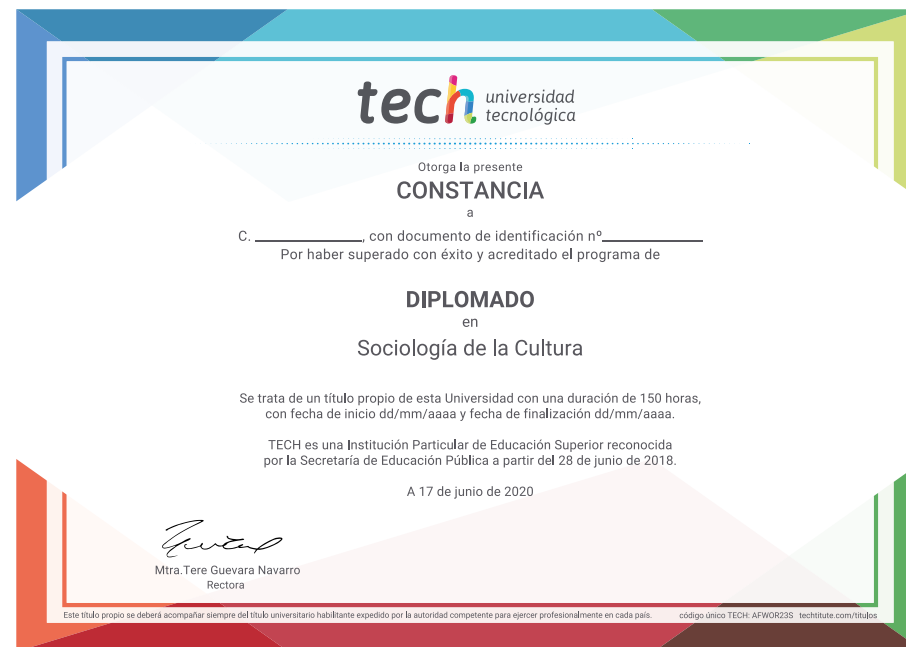 tech universidad
tecnológica
Otorga la presente
CONSTANCIA
a
C. ______________, con documento de identificación nº______________
Por haber superado con éxito y acreditado el programa de
DIPLOMADO
en
Sociología de la Cultura
Se trata de un título propio de esta Universidad con una duración de 150 horas,
con fecha de inicio dd/mm/aaaa y fecha de finalización dd/mm/aaaa.
TECH es una Institución Particular de Educación Superior reconocida
por la Secretaría de Educación Pública a partir del 28 de junio de 2018.
A 17 de junio de 2020
Mtra.Tere Guevara Navarro
Rectora
Este título propio se deberá acompañar siempre del título universitario habilitante expedido por la autoridad competente para ejercer profesionalmente en cada país. código único TECH: AFWOR23S techtitute.com/titulos